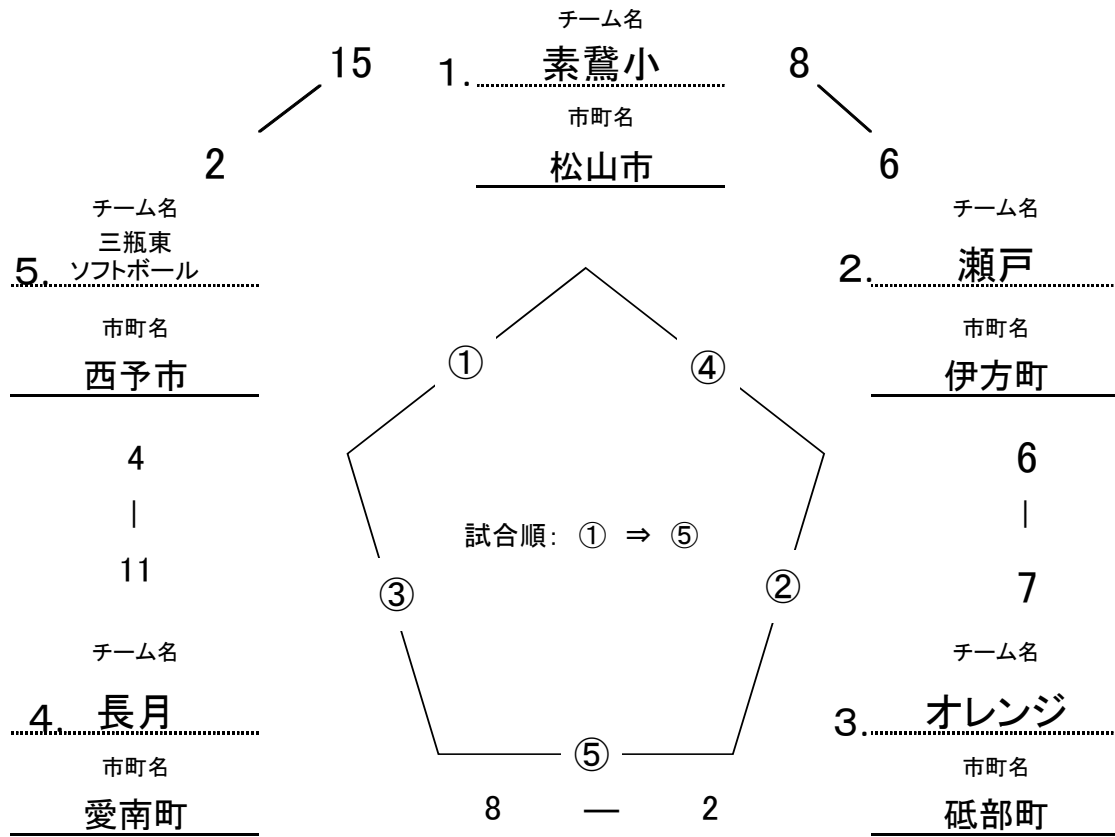 チーム名
15
1.
素鵞小
8
市町名
2
松山市
6
チーム名
三瓶東
5. ソフトボール
チーム名
2. 瀬戸
市町名
西予市
市町名
伊方町
①
④
4
|
11
6
|
7
試合順: ① ⇒ ⑤
③
②
チーム名
4. 長月
チーム名
3. オレンジ
市町名
愛南町
⑤
8 — 2
市町名
砥部町